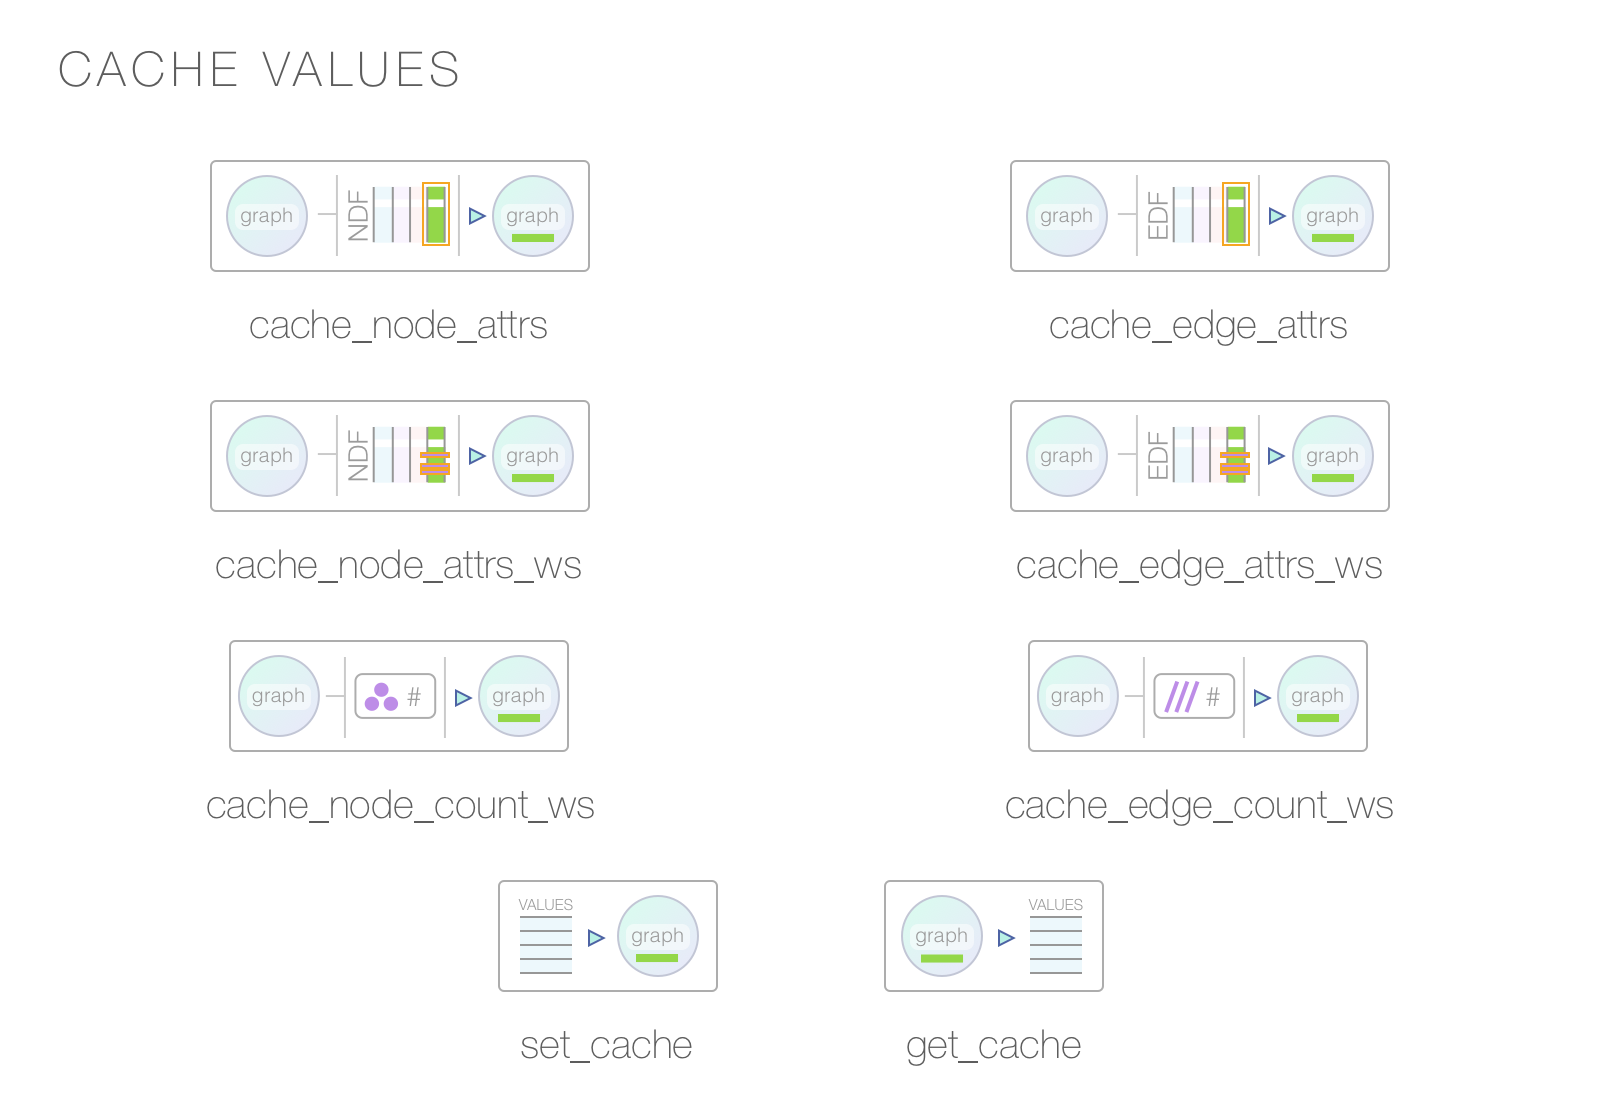 CACHE VALUES
graph NDF graph
cache_node_attrs
graph EDF graph
cache_edge_attrs
graph NDF graph
cache_node_attrs_ws
graph EDF graph
cache_edge_attrs_ws
graph # graph
cache_node_count_ws
graph # graph
cache_edge_count_ws
VALUES
graph
set_cache
VALUES
graph
get_cache